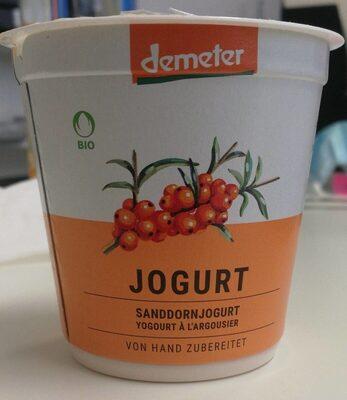 demeter
BIO
JOGURT
SANDDORNJOGURT
YOGOURT À L'ARGOUSIER
VON HAND ZUBEREITET